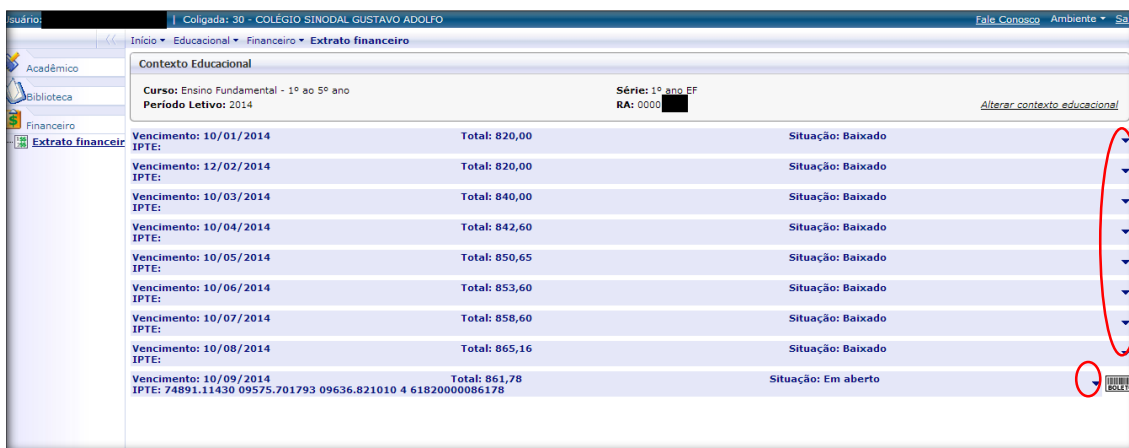 suário: | Coligada: 30 - COLÉGIO SINODAL GUSTAVO ADOLFO Fale Conosco Ambiente Sa
Início Educacional Financeiro Extrato financeiro
Acadêmico
Biblioteca
Financeiro
Extrato financeir
Contexto Educacional
Curso: Ensino Fundamental - 1º ao 5º ano Série: 1º ano EF
Período Letivo: 2014 RA: 0000 Alterar contexto educacional
Vencimento: 10/01/2014 Total: 820,00 Situação: Baixado
IPTE:
Vencimento: 12/02/2014 Total: 820,00 Situação: Baixado
IPTE:
Vencimento: 10/03/2014 Total: 840,00 Situação: Baixado
IPTE:
Vencimento: 10/04/2014 Total: 842,60 Situação: Baixado
IPTE:
Vencimento: 10/05/2014 Total: 850,65 Situação: Baixado
IPTE:
Vencimento: 10/06/2014 Total: 853,60 Situação: Baixado
IPTE:
Vencimento: 10/07/2014 Total: 858,60 Situação: Baixado
IPTE:
Vencimento: 10/08/2014 Total: 865,16 Situação: Baixado
IPTE:
Vencimento: 10/09/2014 Total: 861,78 Situação: Em aberto
IPTE: 74891.11430 09575.701793 09636.821010 4 61820000086178
BOLET